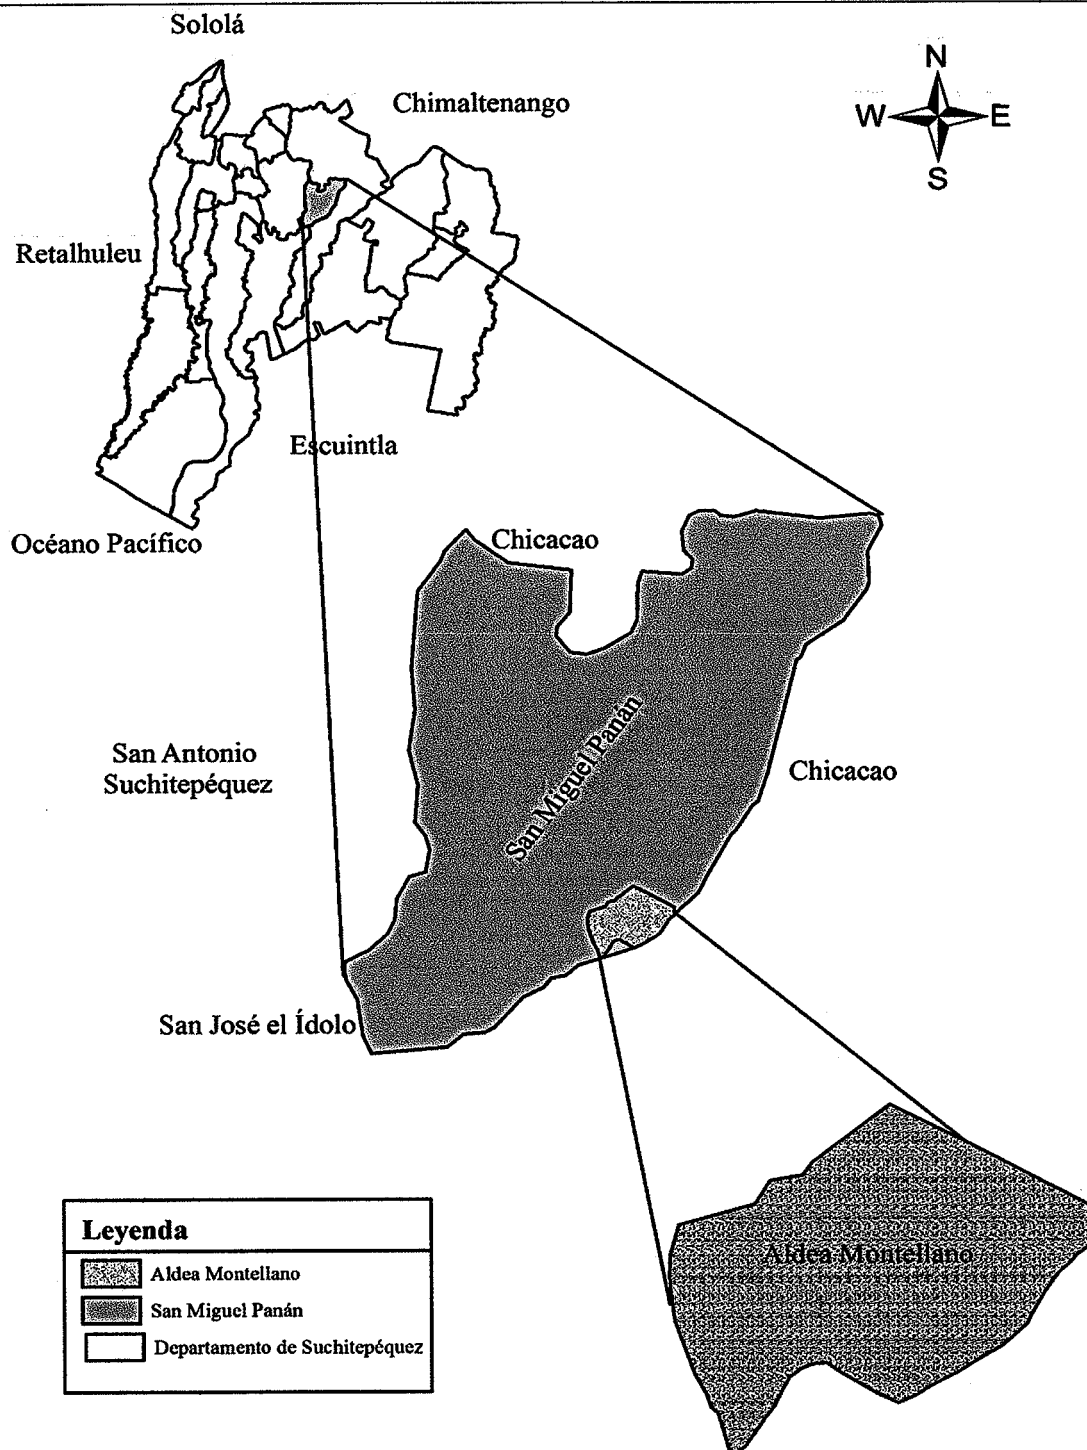 Sololá
Chimaltenango
N
W E
S
Retalhuleu
Escuintla
Océano Pacífico
Chicacao
San Miguel Panán
San Antonio
Suchitepéquez
Chicacao
San José el Ídolo
Aldea Montellano
Leyenda
Aldea Montellano
San Miguel Panán
Departamento de Suchitepéquez